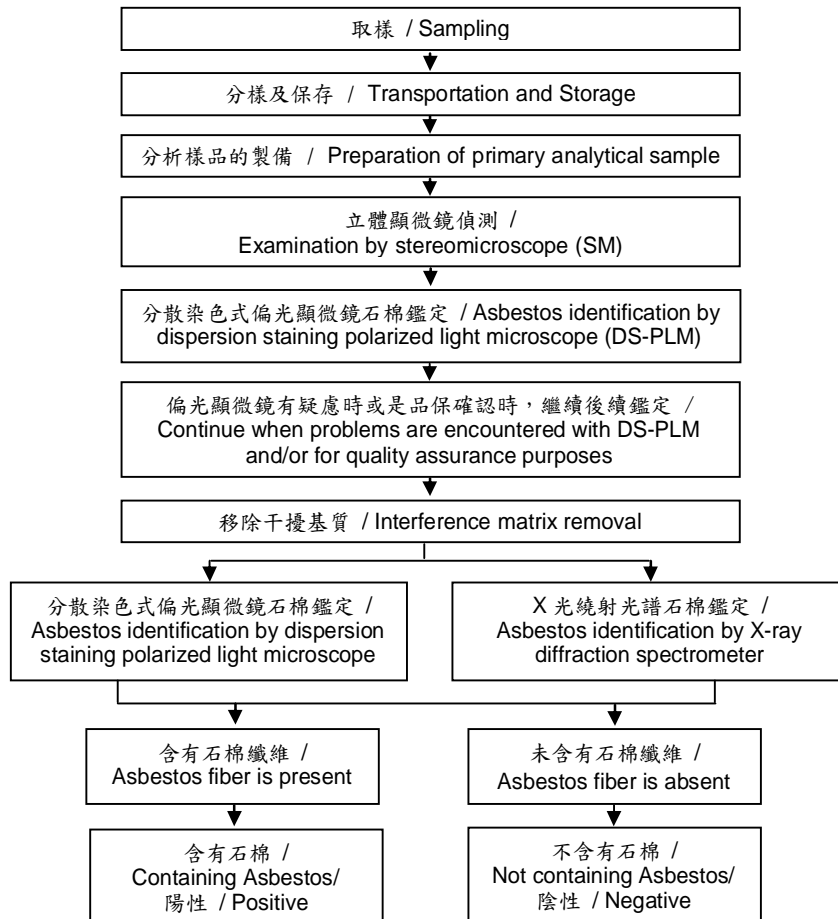 取樣 / Sampling
分樣及保存 / Transportation and Storage
分析樣品的製備 / Preparation of primary analytical sample
立體顯微鏡偵測 /
Examination by stereomicroscope (SM)
分散染色式偏光顯微鏡石棉鑑定 / Asbestos identification by
dispersion staining polarized light microscope (DS-PLM)
偏光顯微鏡有疑慮時或是品保確認時，繼續後續鑑定 /
Continue when problems are encountered with DS-PLM
and/or for quality assurance purposes
移除干擾基質 / Interference matrix removal
分散染色式偏光顯微鏡石棉鑑定 /
Asbestos identification by dispersion
staining polarized light microscope
X 光繞射光譜石棉鑑定 /
Asbestos identification by X-ray
diffraction spectrometer
含有石棉纖維 /
Asbestos fiber is present
未含有石棉纖維 /
Asbestos fiber is absent
含有石棉 /
Containing Asbestos/
陽性 / Positive
不含有石棉 /
Not containing Asbestos/
陰性 / Negative